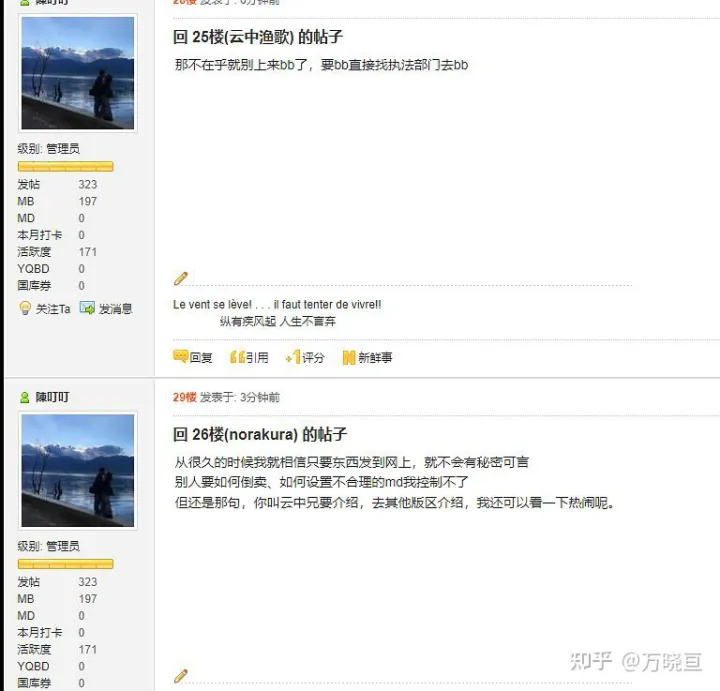 陳叮叮
28楼 发表于: 6分钟前
回 25楼(云中渔歌) 的帖子
那不在乎就别上来bb了，要bb直接找执法部门去bb
级别: 管理员
发帖 323
MB 197
MD 0
本月打卡 0
活跃度 171
YQBD 0
国库券 0
关注Ta 发消息
Le vent se lève! . . . il faut tenter de vivre!!
纵有疾风起 人生不言弃
回复 引用 +1评分 新鲜事
陳叮叮
29楼 发表于: 3分钟前
回 26楼(norakura) 的帖子
从很久的时候我就相信只要东西发到网上，就不会有秘密可言
别人要如何倒卖、如何设置不合理的md我控制不了
但还是那句，你叫云中兄要介绍，去其他版区介绍，我还可以看一下热闹呢。
级别: 管理员
发帖 323
MB 197
MD 0
本月打卡 0
活跃度 171
YQBD 0
国库券 0
知乎 @万晓亘